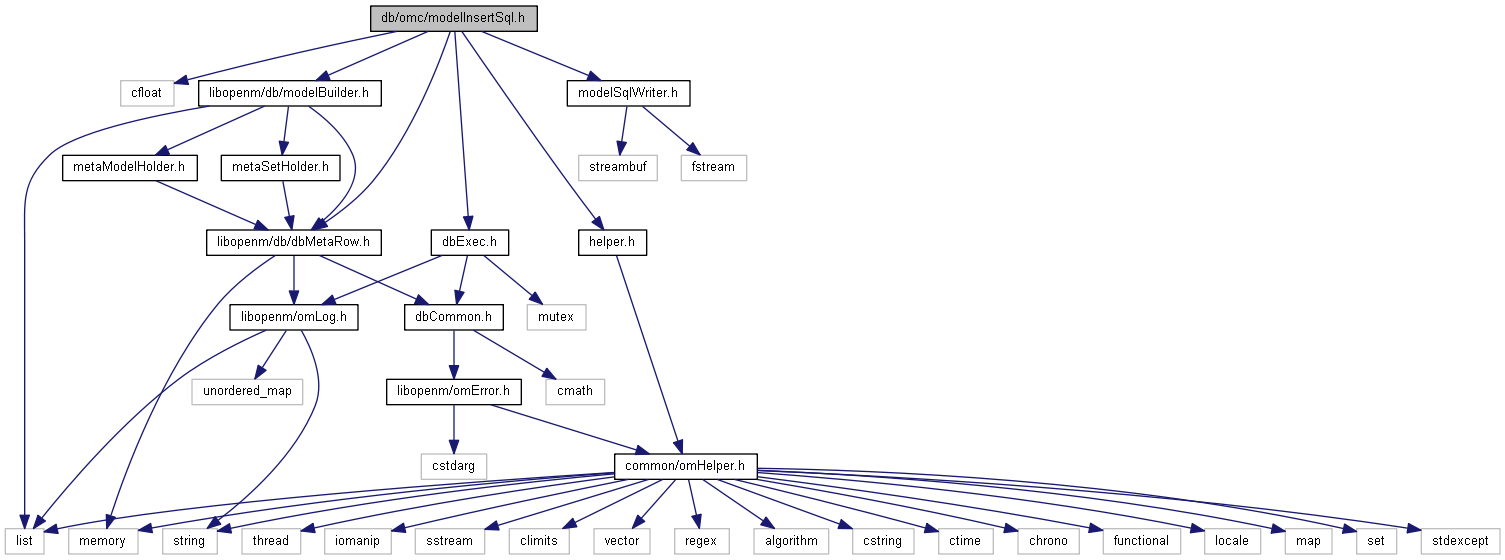 db/omc/modelInsertSql.h
cfloat
libopenm/db/modelBuilder.h
modelSqlWriter.h
metaModelHolder.h
metaSetHolder.h
streambuf
fstream
libopenm/db/dbMetaRow.h
dbExec.h
helper.h
libopenm/omLog.h
dbCommon.h
mutex
unordered_map
libopenm/omError.h
cmath
cstdarg
common/omHelper.h
list
memory
string
thread
iomanip
sstream
climits
vector
regex
algorithm
cstring
ctime
chrono
functional
locale
map
set
stdexcept